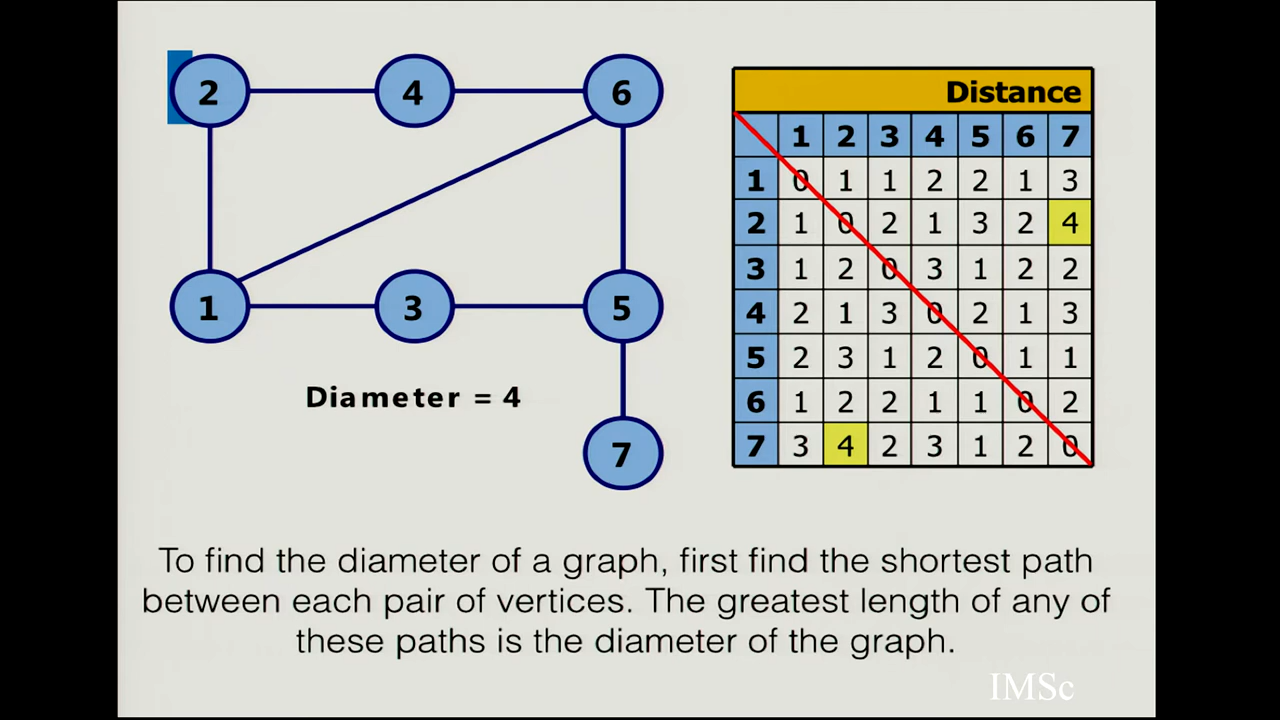 2 4 6
1 3 5
Diameter = 4
7
Distance
1 2 3 4 5 6 7
1 0 1 1 2 2 1 3
2 1 0 2 1 3 2 4
3 1 2 0 3 1 2 2
4 2 1 3 0 2 1 3
5 2 3 1 2 0 1 1
6 1 2 2 1 1 0 2
7 3 4 2 3 1 2 0
To find the diameter of a graph, first find the shortest path
between each pair of vertices. The greatest length of any of
these paths is the diameter of the graph.
IMSc